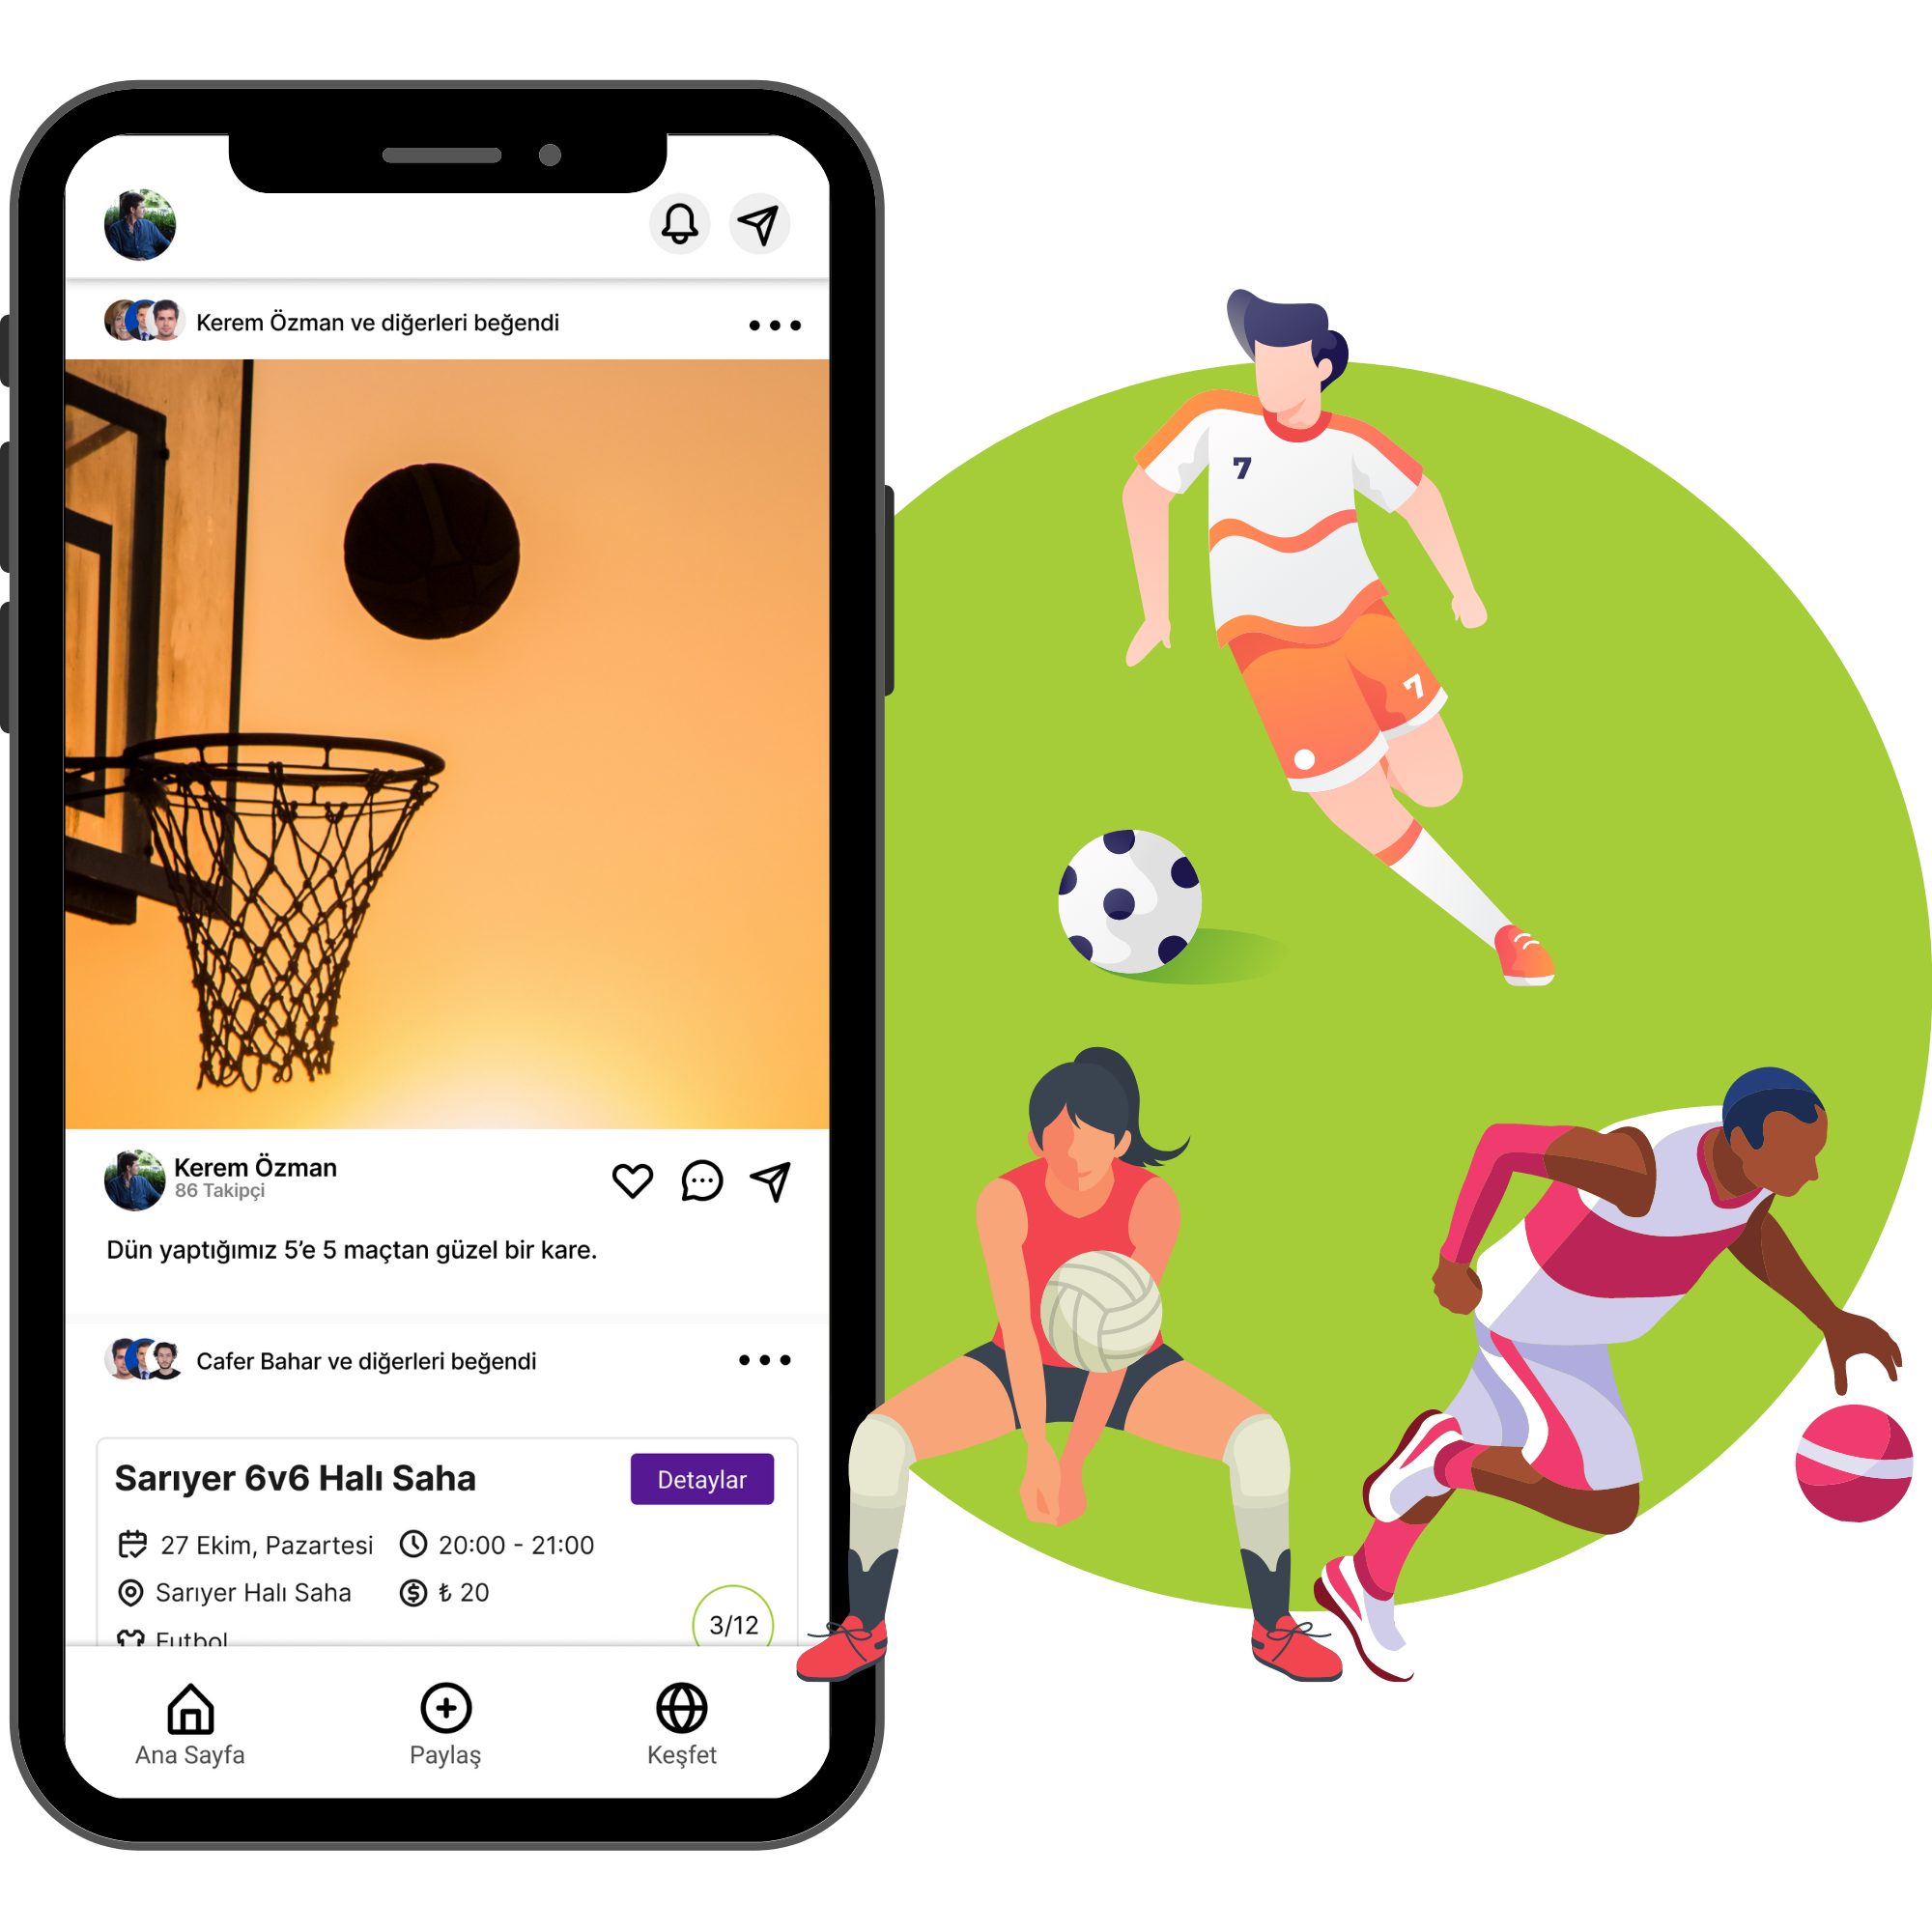 Kerem Özman ve diğerleri beğendi
Kerem Özman
86 Takipçi
Dün yaptığımız 5’e 5 maçtan güzel bir kare.
Cafer Bahar ve diğerleri beğendi
Sarıyer 6v6 Halı Saha
Detaylar
27 Ekim, Pazartesi
20:00 - 21:00
Sarıyer Halı Saha
₺ 20
3/12
Futbol
Ana Sayfa
Paylaş
Keşfet
7
7